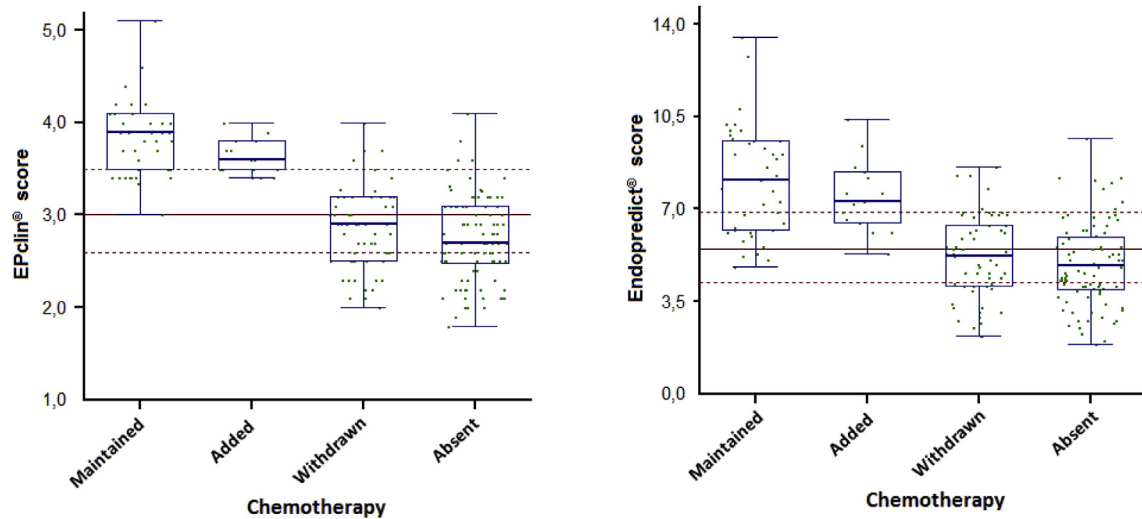 EPclin® score
5,0
4,0
3,0
2,0
1,0
Maintained
Added
Withdrawn
Absent
Chemotherapy
Endopredict® score
14,0
10,5
7,0
3,5
0,0
Maintained
Added
Withdrawn
Absent
Chemotherapy